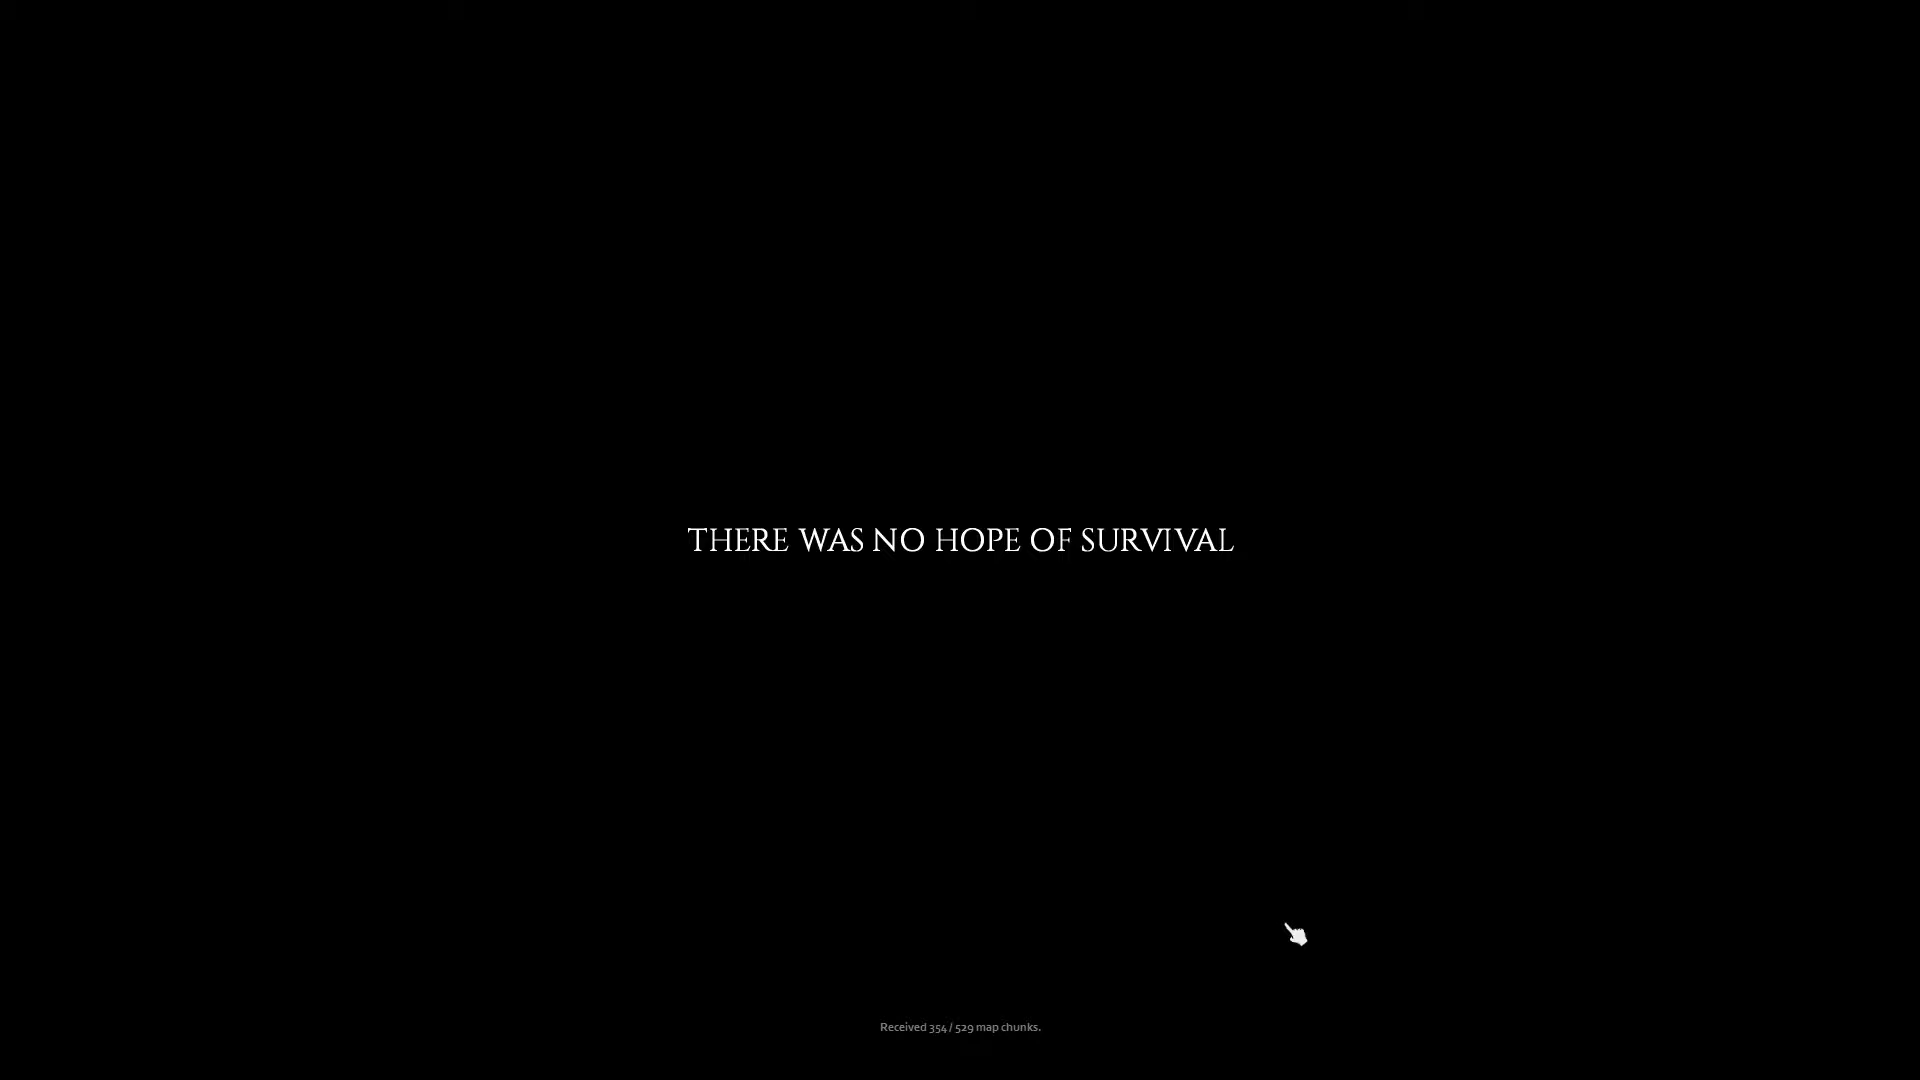 THERE WAS NO HOPE OF SURVIVAL
Received 354 / 529 map chunks.